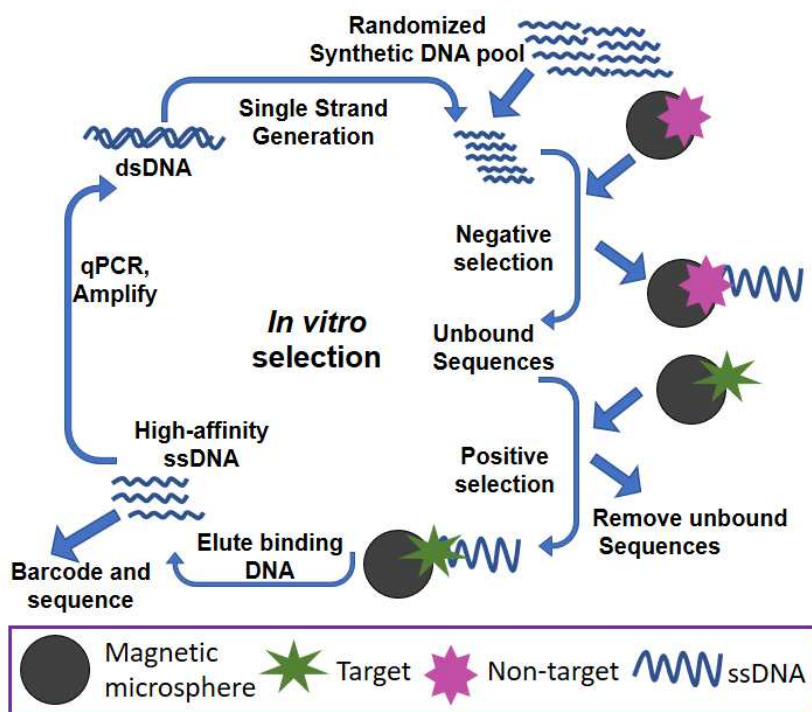 Randomized
Synthetic DNA pool
Single Strand
Generation
dsDNA
Negative
selection
qPCR,
Amplify
In vitro
selection
Unbound
Sequences
High-affinity
ssDNA
Positive
selection
Remove unbound
Sequences
Elute binding
DNA
Barcode and
sequence
Magnetic
microsphere
Target
Non-target
ssDNA